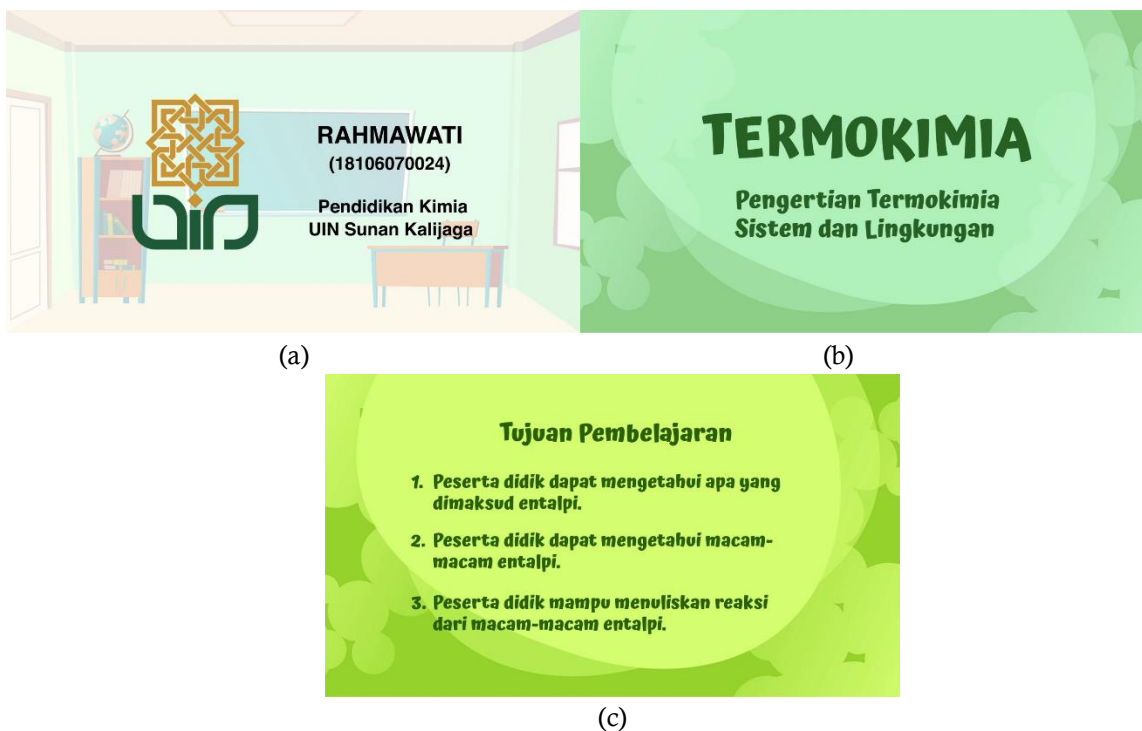 uin
RAHMAWATI
(18106070024)
Pendidikan Kimia
UIN Sunan Kalijaga
(a)
TERMOKIMIA
Pengertian Termokimia
Sistem dan Lingkungan
(b)
Tujuan Pembelajaran
1. Peserta didik dapat mengetahui apa yang
dimaksud entalpi.
2. Peserta didik dapat mengetahui macam-
macam entalpi.
3. Peserta didik mampu menuliskan reaksi
dari macam-macam entalpi.
(c)